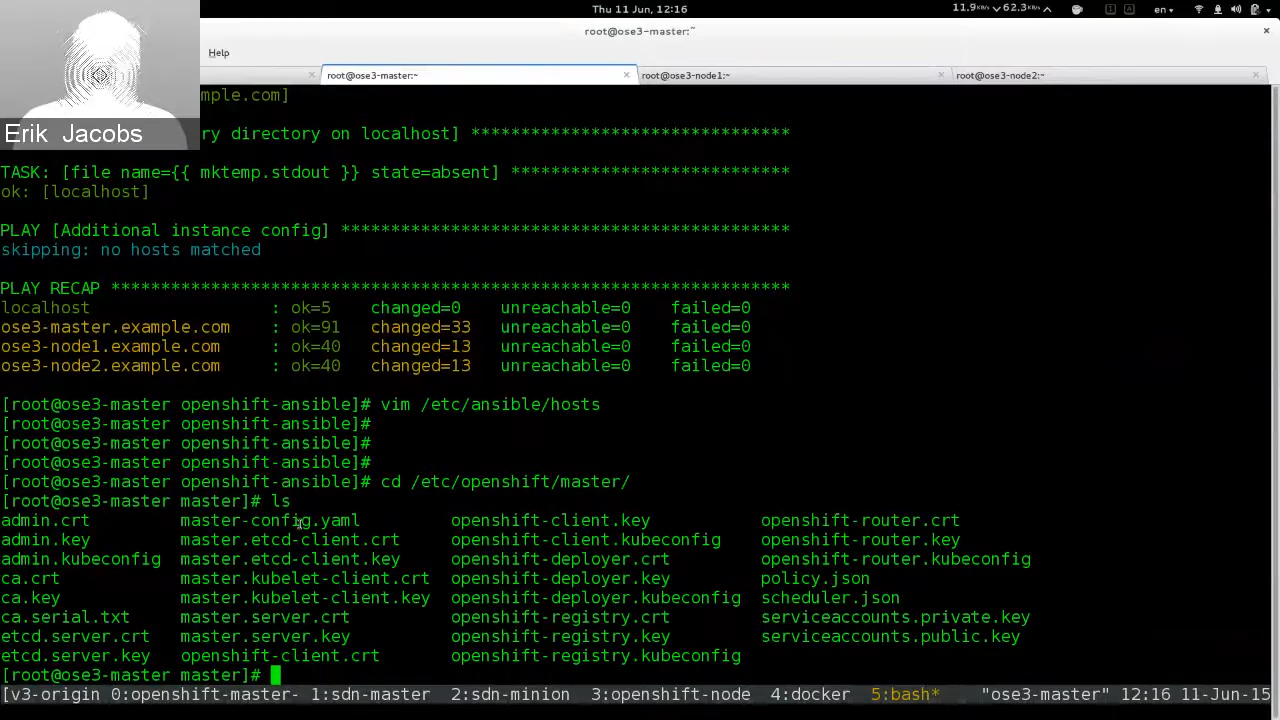 Thu 11 Jun, 12:16 11.9KB/s 62.3KB/s en
root@ose3-master:~
Help
root@ose3-master:~ root@ose3-node1:~ root@ose3-node2:~
Erik Jacobs
mple.com]
ry directory on localhost] ********************************
TASK: [file name={{ mktemp.stdout }} state=absent] ****************************
ok: [localhost]
PLAY [Additional instance config] *********************************************
skipping: no hosts matched
PLAY RECAP ********************************************************************
localhost : ok=5 changed=0 unreachable=0 failed=0
ose3-master.example.com : ok=91 changed=33 unreachable=0 failed=0
ose3-node1.example.com : ok=40 changed=13 unreachable=0 failed=0
ose3-node2.example.com : ok=40 changed=13 unreachable=0 failed=0
[root@ose3-master openshift-ansible]# vim /etc/ansible/hosts
[root@ose3-master openshift-ansible]#
[root@ose3-master openshift-ansible]#
[root@ose3-master openshift-ansible]#
[root@ose3-master openshift-ansible]# cd /etc/openshift/master/
[root@ose3-master master]# ls
admin.crt master-config.yaml openshift-client.key openshift-router.crt
admin.key master.etcd-client.crt openshift-client.kubeconfig openshift-router.key
admin.kubeconfig master.etcd-client.key openshift-deployer.crt openshift-router.kubeconfig
ca.crt master.kubelet-client.crt openshift-deployer.key policy.json
ca.key master.kubelet-client.key openshift-deployer.kubeconfig scheduler.json
ca.serial.txt master.server.crt openshift-registry.crt serviceaccounts.private.key
etcd.server.crt master.server.key openshift-registry.key serviceaccounts.public.key
etcd.server.key openshift-client.crt openshift-registry.kubeconfig
[root@ose3-master master]#
[v3-origin 0:openshift-master- 1:sdn-master 2:sdn-minion 3:openshift-node 4:docker 5:bash* "ose3-master" 12:16 11-Jun-15